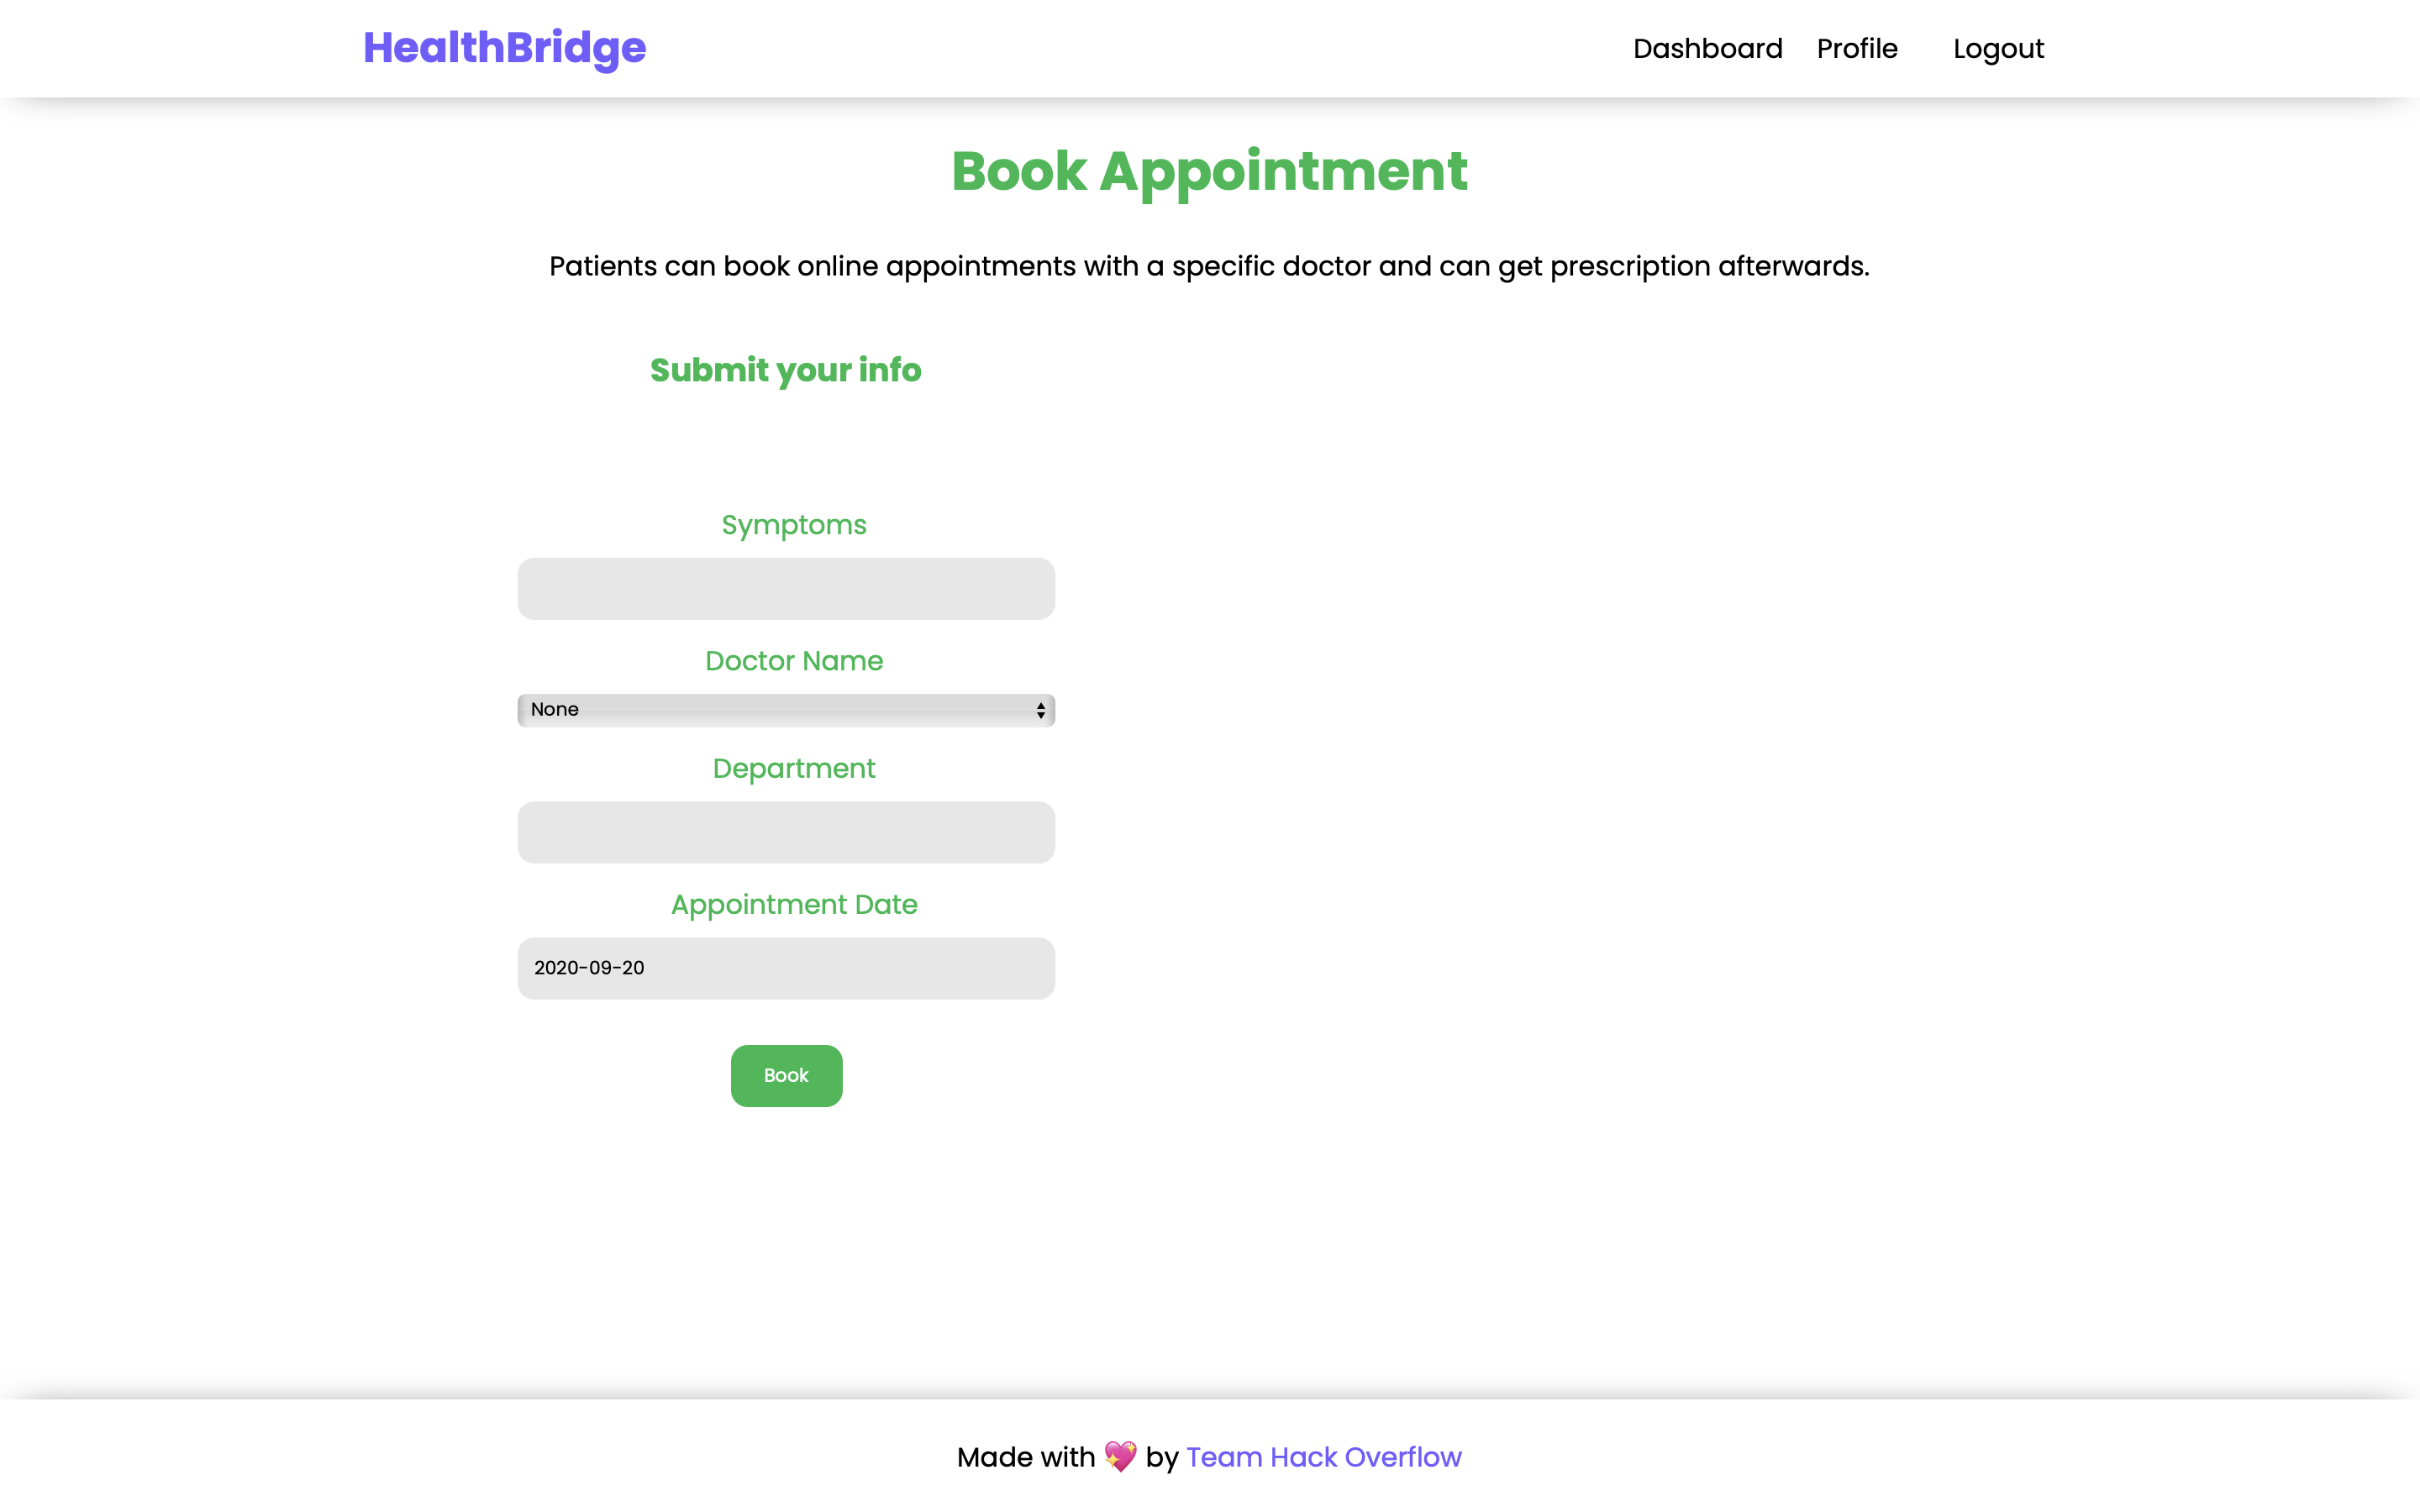 HealthBridge
Dashboard Profile Logout
Book Appointment
Patients can book online appointments with a specific doctor and can get prescription afterwards.
Submit your info
Symptoms
Doctor Name
None
Department
Appointment Date
2020-09-20
Book
Made with 💖 by Team Hack Overflow